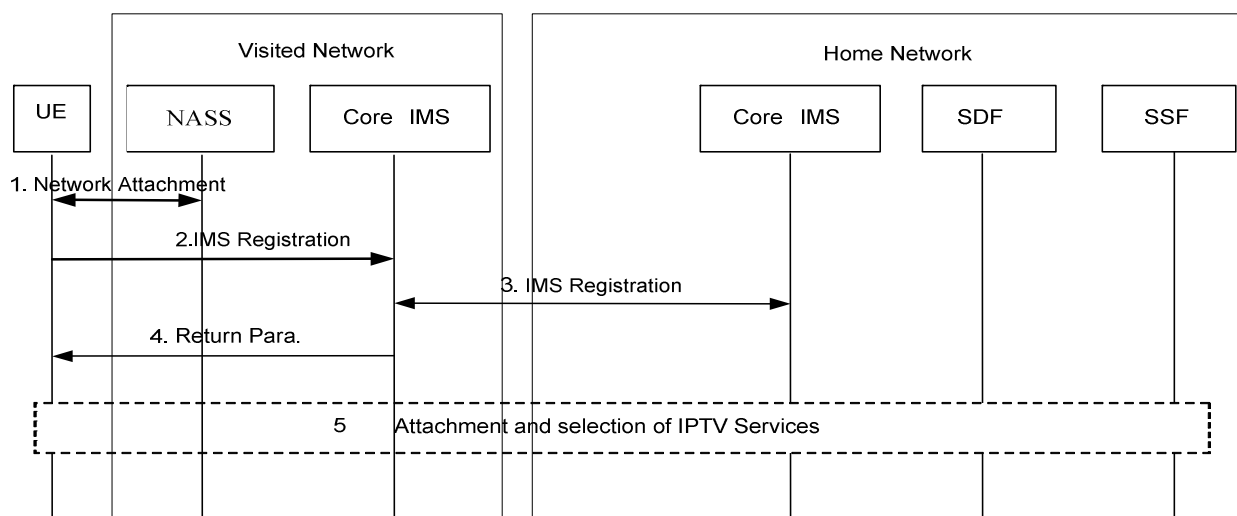 Visited Network
Home Network
UE
NASS
Core IMS
Core IMS
SDF
SSF
1. Network Attachment
2.IMS Registration
3. IMS Registration
4. Return Para.
5 Attachment and selection of IPTV Services